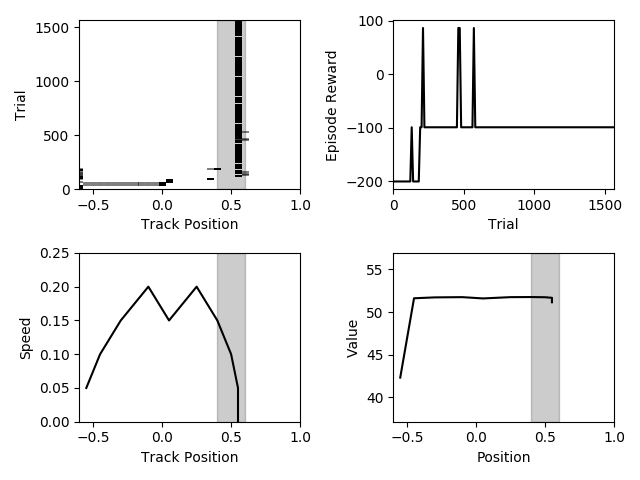 1500
1000
500
0
Trial
−0.5 0.0 0.5 1.0
Track Position
100
0
−100
−200
Episode Reward
0 500 1000 1500
Trial
0.25
0.20
0.15
0.10
0.05
0.00
Speed
−0.5 0.0 0.5 1.0
Track Position
55
50
45
40
Value
−0.5 0.0 0.5 1.0
Position